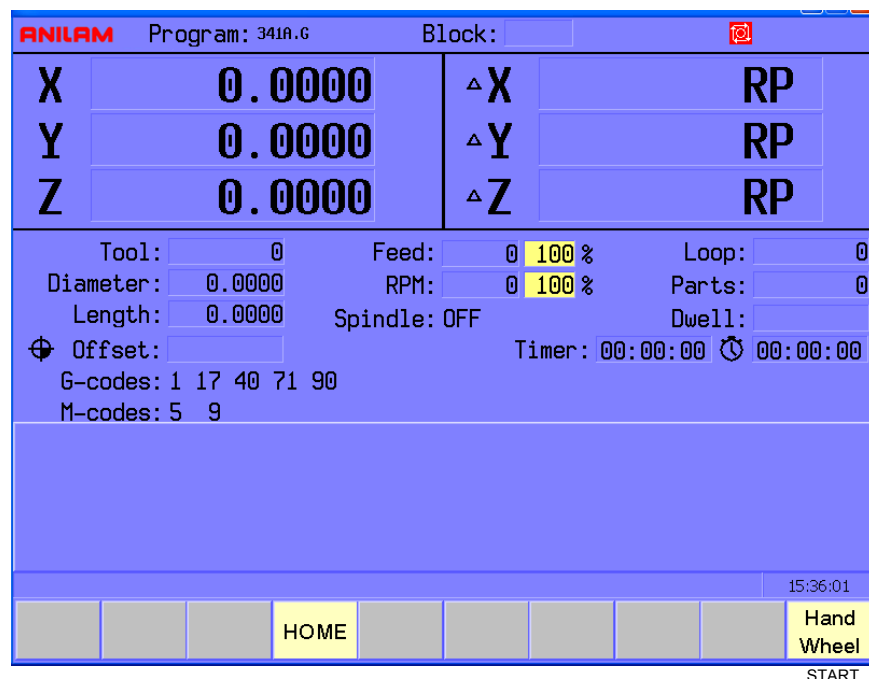 ANILAM Program: 341A.G Block:
X 0.0000 △X RP
Y 0.0000 △Y RP
Z 0.0000 △Z RP
Tool: 0 Feed: 0 100 % Loop: 0
Diameter: 0.0000 RPM: 0 100 % Parts: 0
Length: 0.0000 Spindle: OFF Dwell:
Offset: Timer: 00:00:00 00:00:00
G-codes: 1 17 40 71 90
M-codes: 5 9
15:36:01
HOME Hand
Wheel
START